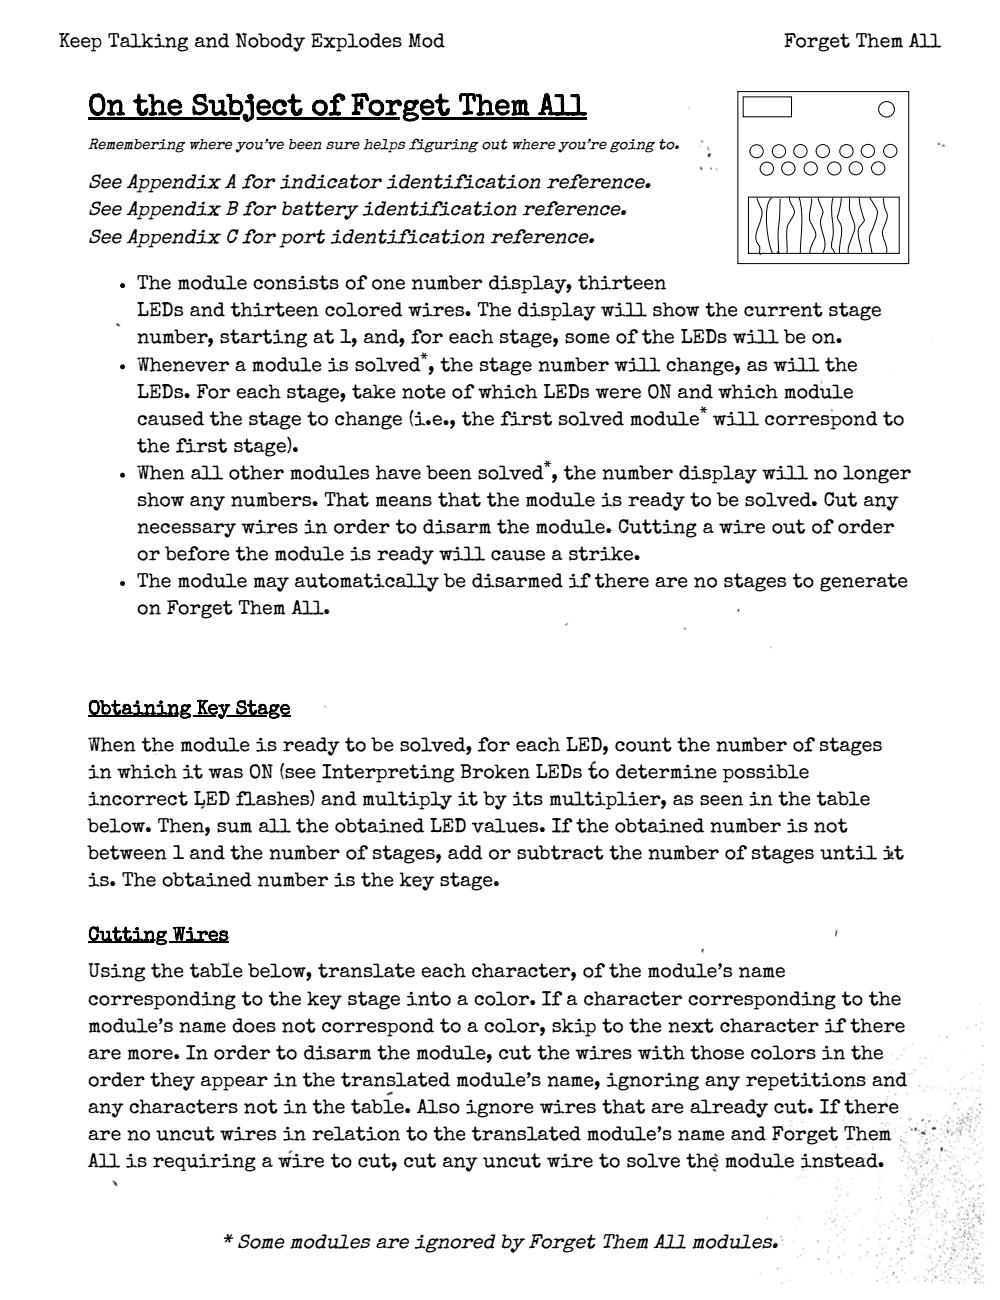 Keep Talking and Nobody Explodes Mod
Forget Them All
On the Subject of Forget Them All
Remembering where you've been sure helps figuring out where you're going to.
See Appendix A for indicator identification reference.
See Appendix B for battery identification reference.
See Appendix C for port identification reference.
• The module consists of one number display, thirteen
LEDs and thirteen colored wires. The display will show the current stage
number, starting at 1, and, for each stage, some of the LEDs will be on.
• Whenever a module is solved*, the stage number will change, as will the
LEDs. For each stage, take note of which LEDs were ON and which module
caused the stage to change (i.e., the first solved module* will correspond to
the first stage).
• When all other modules have been solved*, the number display will no longer
show any numbers. That means that the module is ready to be solved. Cut any
necessary wires in order to disarm the module. Cutting a wire out of order
or before the module is ready will cause a strike.
• The module may automatically be disarmed if there are no stages to generate
on Forget Them All.
Obtaining Key Stage
When the module is ready to be solved, for each LED, count the number of stages
in which it was ON (see Interpreting Broken LEDs to determine possible
incorrect LED flashes) and multiply it by its multiplier, as seen in the table
below. Then, sum all the obtained LED values. If the obtained number is not
between 1 and the number of stages, add or subtract the number of stages until it
is. The obtained number is the key stage.
Cutting Wires
Using the table below, translate each character, of the module's name
corresponding to the key stage into a color. If a character corresponding to the
module's name does not correspond to a color, skip to the next character if there
are more. In order to disarm the module, cut the wires with those colors in the
order they appear in the translated module's name, ignoring any repetitions and
any characters not in the table. Also ignore wires that are already cut. If there
are no uncut wires in relation to the translated module's name and Forget Them
All is requiring a wire to cut, cut any uncut wire to solve the module instead.
* Some modules are ignored by Forget Them All modules.